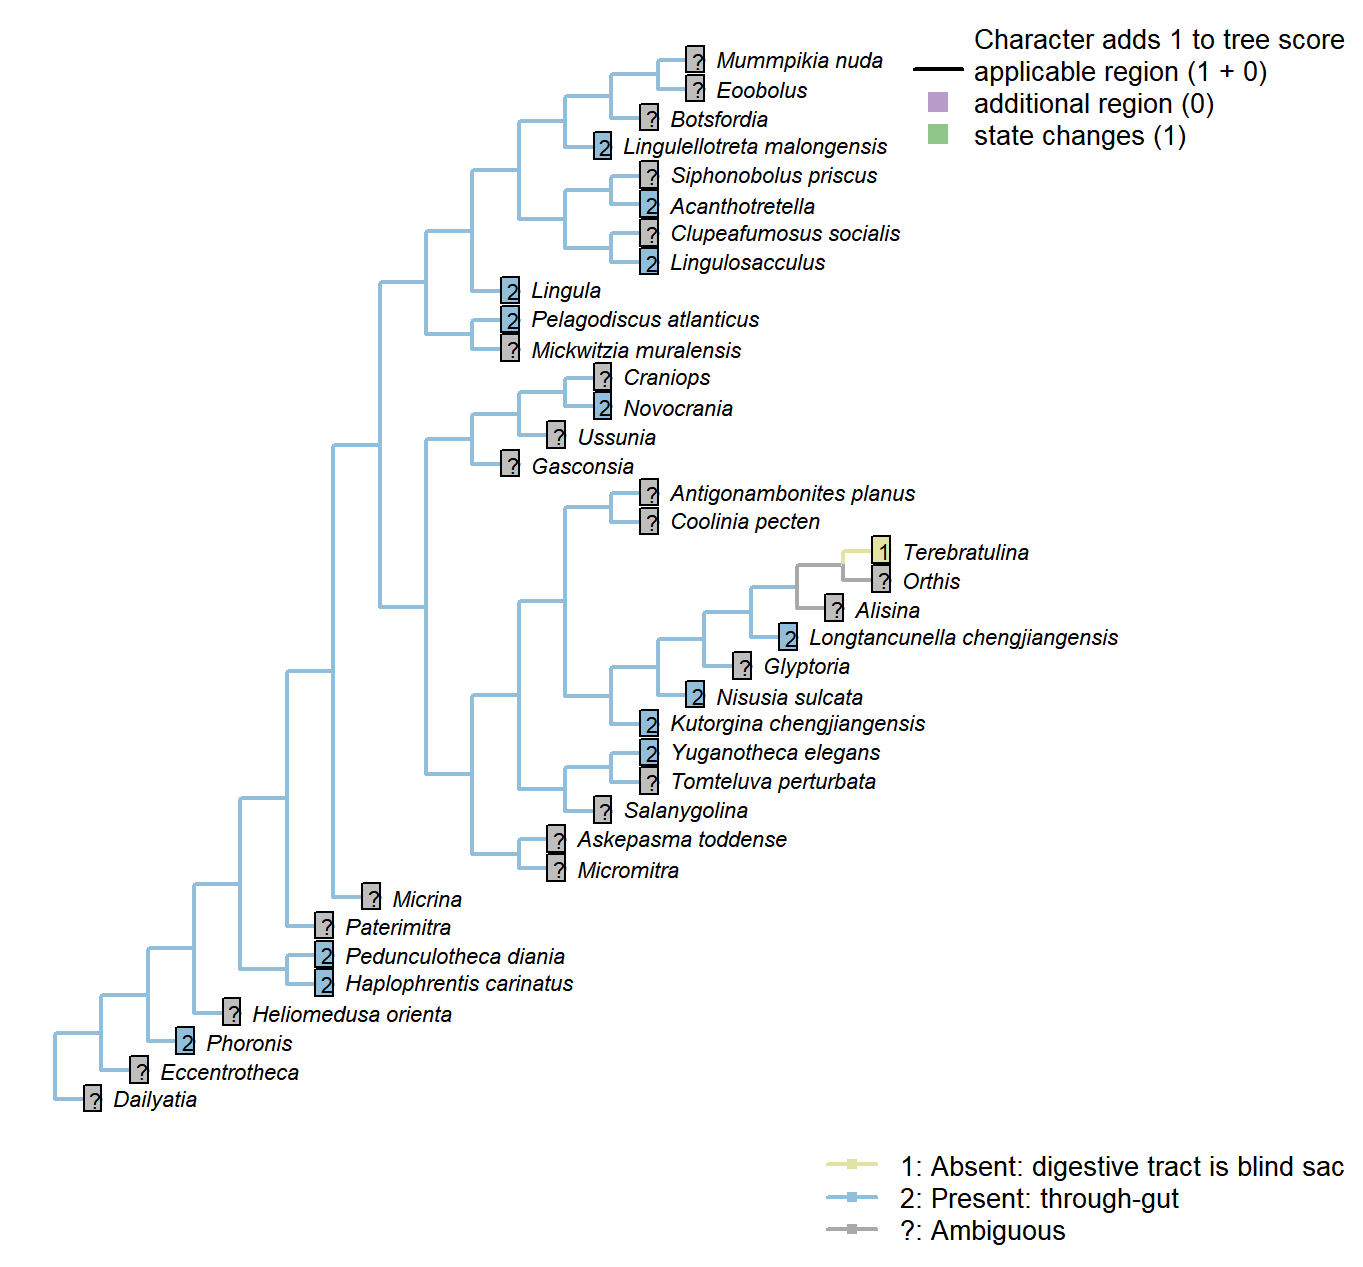 Character adds 1 to tree score
applicable region (1 + 0)
additional region (0)
state changes (1)
? Mummpikia nuda
? Eoobolus
? Botsfordia
2 Lingulellotreta malongensis
? Siphonobolus priscus
2 Acanthotretella
? Clupeafumosus socialis
2 Lingulosacculus
2 Lingula
2 Pelagodiscus atlanticus
? Mickwitzia muralensis
? Craniops
2 Novocrania
? Ussunia
? Gasconsia
? Antigonambonites planus
? Coolinia pecten
1 Terebratulina
? Orthis
? Alisina
2 Longtancunella chengjiangensis
? Glyptoria
2 Nisusia sulcata
2 Kutorgina chengjiangensis
2 Yuganotheca elegans
? Tomteluva perturbata
? Salanygolina
? Askepasma toddense
? Micromitra
? Micrina
? Paterimitra
2 Pedunculotheca diania
2 Haplophrentis carinatus
? Heliomedusa orienta
2 Phoronis
? Eccentrotheca
? Dailyatia
1: Absent: digestive tract is blind sac
2: Present: through-gut
?: Ambiguous